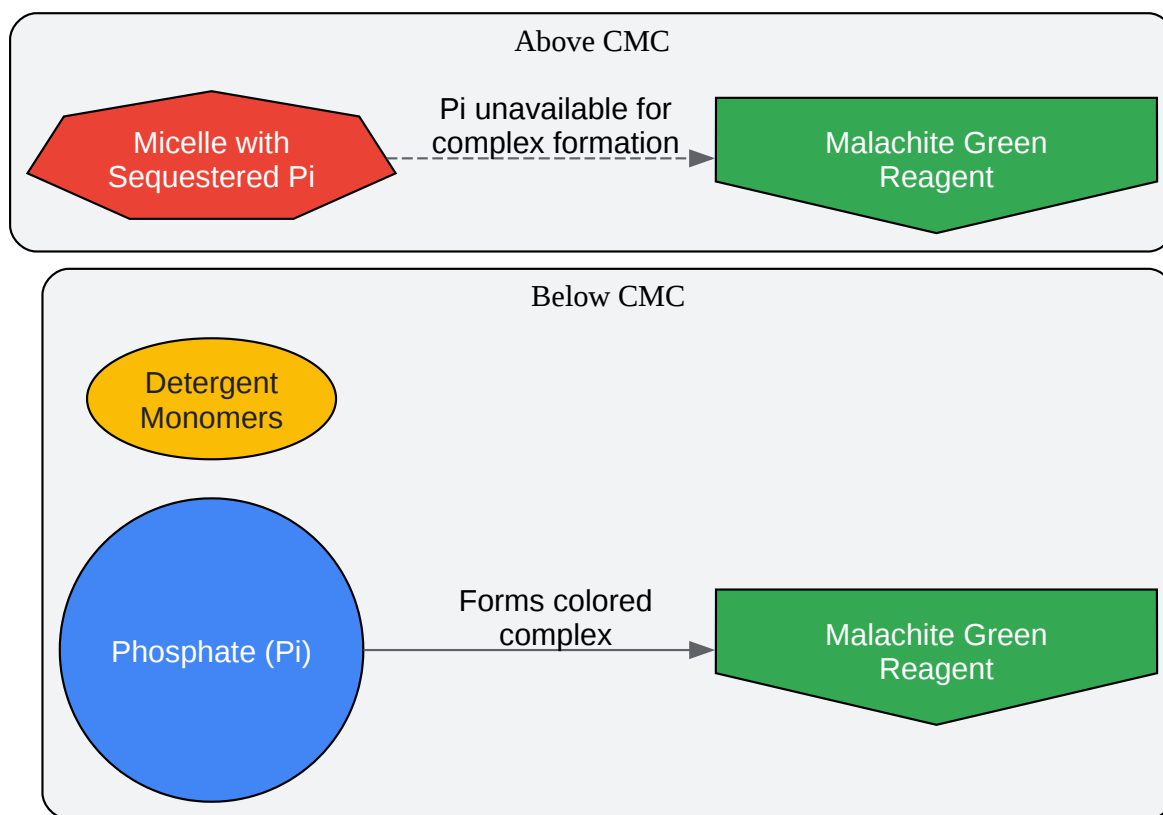 Above CMC
Micelle with
Sequestered Pi
Pi unavailable for
complex formation
Malachite Green
Reagent
Below CMC
Detergent
Monomers
Phosphate (Pi)
Forms colored
complex
Malachite Green
Reagent